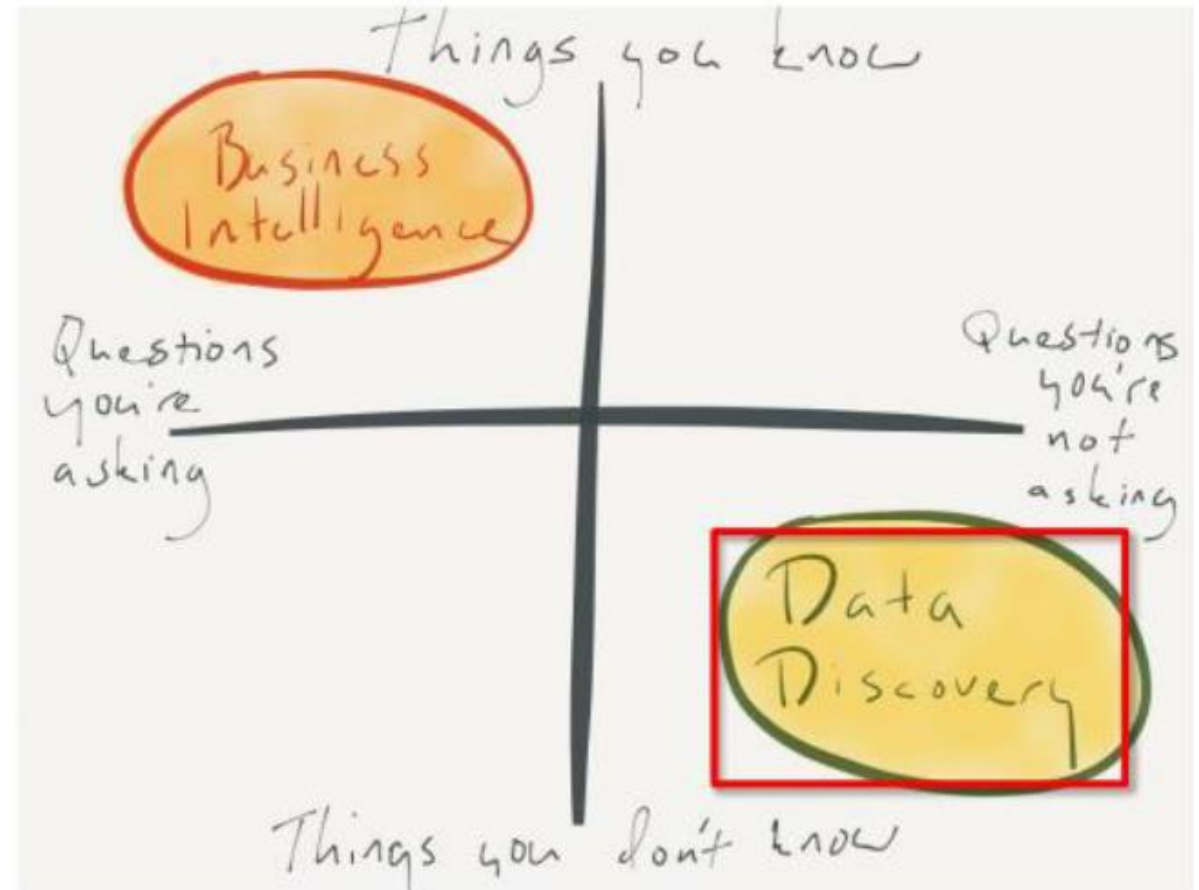 Things you know
Business
Intelligence
Questions
you're
asking
Questions
you're
not
asking
Data
Discovery
Things you don't know